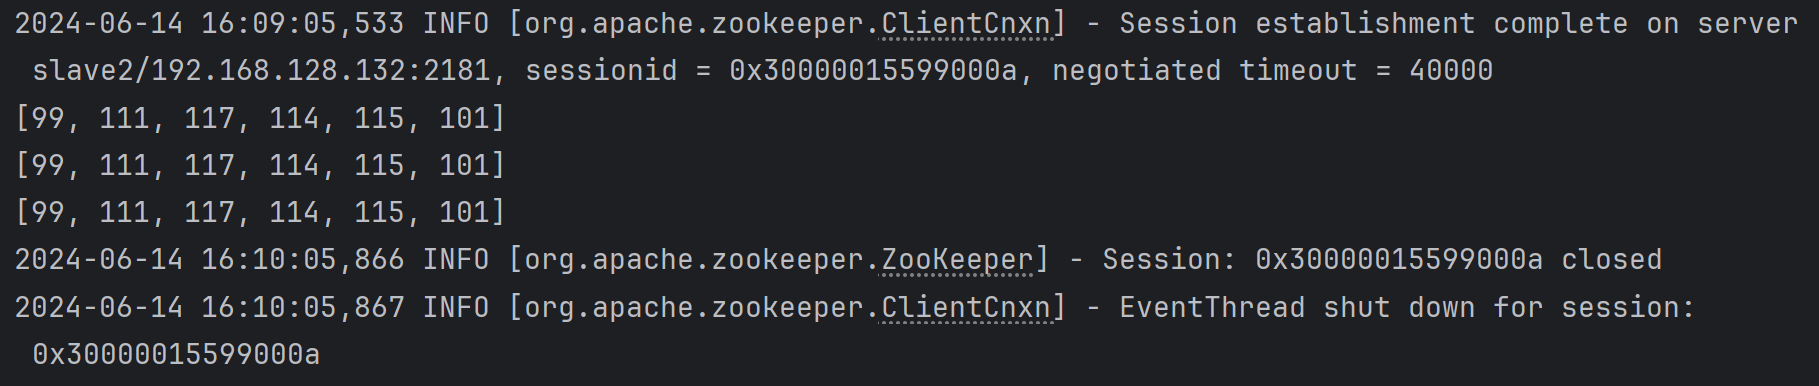 2024-06-14 16:09:05,533 INFO [org.apache.zookeeper.ClientCnxn] - Session establishment complete on server
slave2/192.168.128.132:2181, sessionid = 0x30000015599000a, negotiated timeout = 40000
[99, 111, 117, 114, 115, 101]
[99, 111, 117, 114, 115, 101]
[99, 111, 117, 114, 115, 101]
2024-06-14 16:10:05,866 INFO [org.apache.zookeeper.ZooKeeper] - Session: 0x30000015599000a closed
2024-06-14 16:10:05,867 INFO [org.apache.zookeeper.ClientCnxn] - EventThread shut down for session:
0x30000015599000a